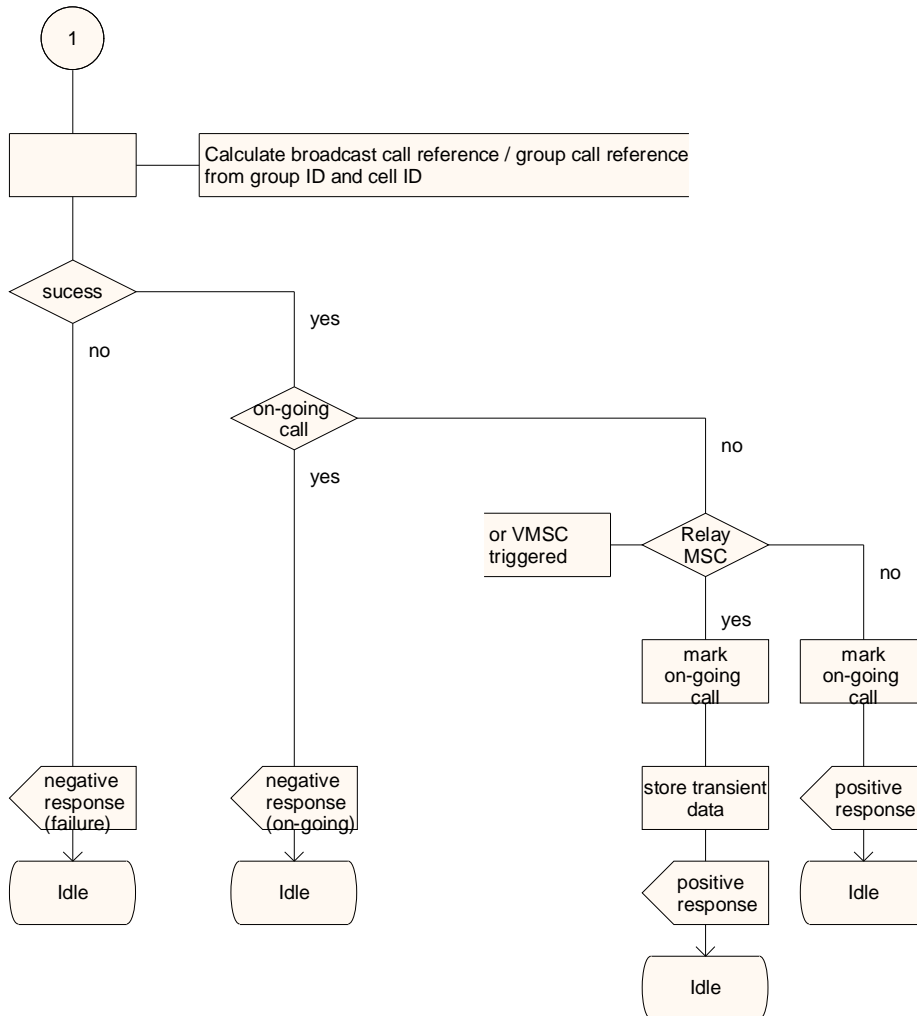 1
Calculate broadcast call reference / group call reference
from group ID and cell ID
sucess
yes
no
on-going
call
no
yes
or VMSC
triggered
Relay
MSC
no
yes
mark
on-going
call
mark
on-going
call
negative
response
(failure)
negative
response
(on-going)
store transient
data
positive
response
Idle
Idle
positive
response
Idle
Idle